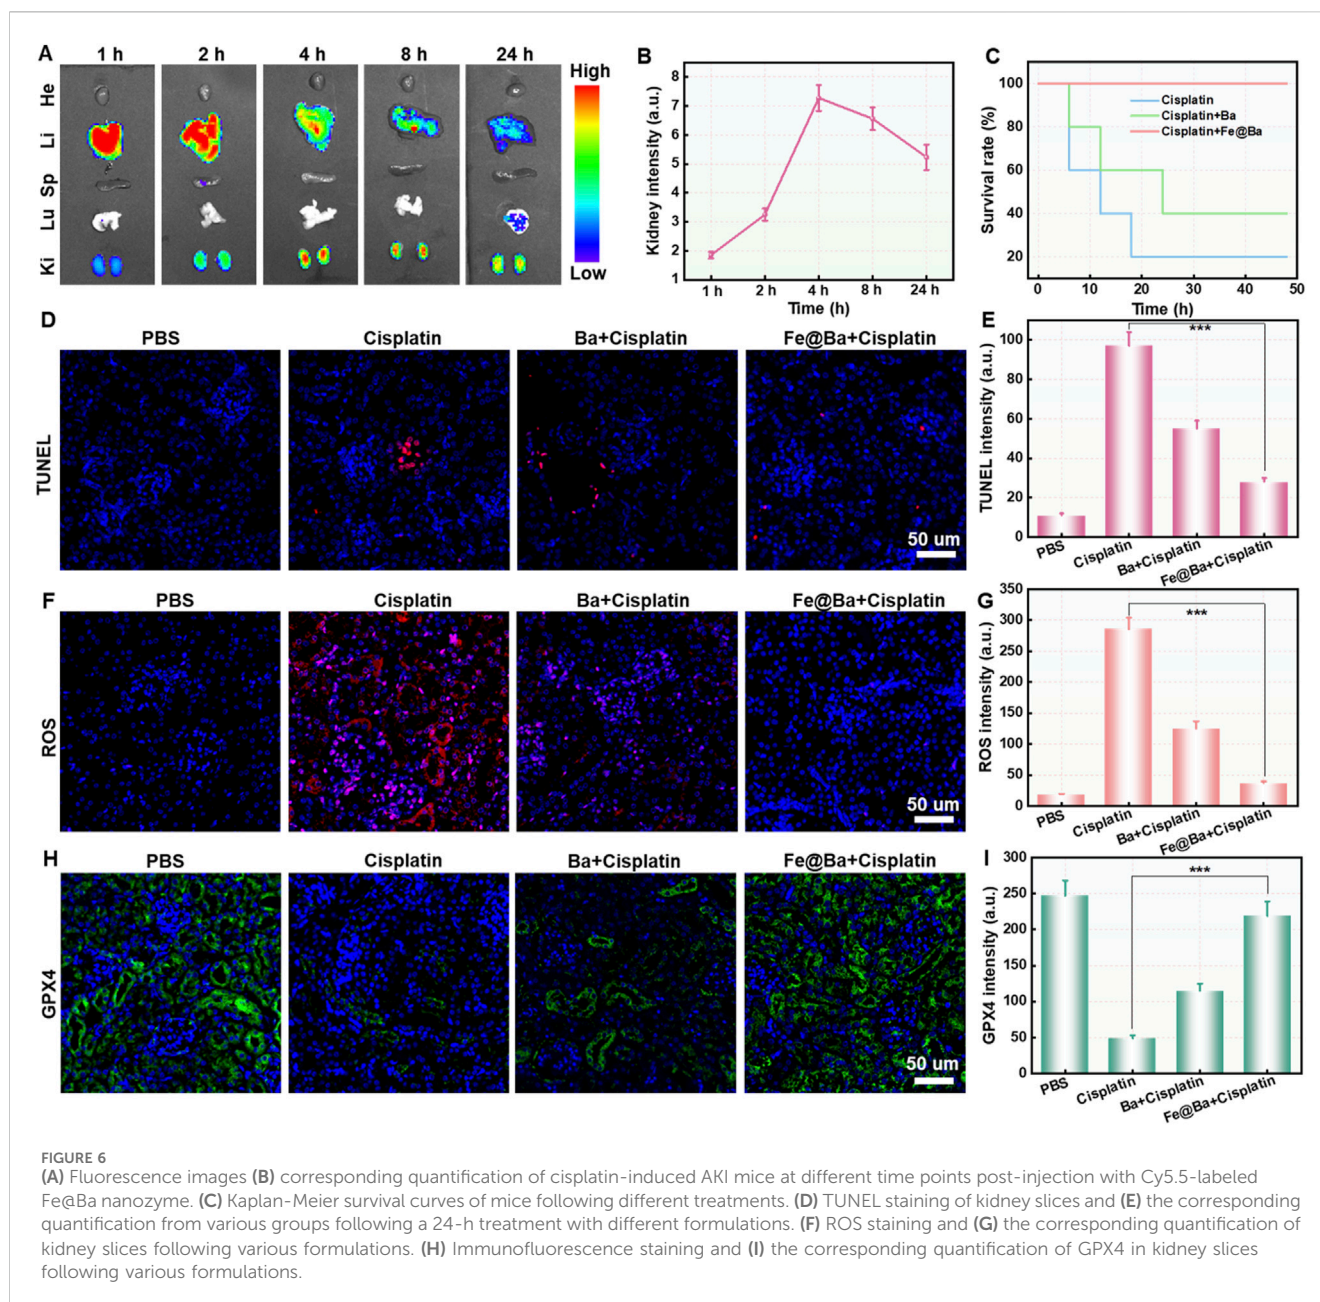 A
1 h
2 h
4 h
8 h
24 h
He
Li
Sp
Lu
Ki
High
Low
B
Kidney intensity (a.u.)
8
7
6
5
4
3
2
1
1 h
2 h
4 h
8 h
24 h
Time (h)
C
Survival rate (%)
100
80
60
40
20
Cisplatin
Cisplatin+Ba
Cisplatin+Fe@Ba
0
10
20
30
40
50
Time (h)
D
PBS
Cisplatin
Ba+Cisplatin
Fe@Ba+Cisplatin
TUNEL
50 um
E
TUNEL intensity (a.u.)
100
80
60
40
20
0
***
PBS
Cisplatin
Ba+Cisplatin
Fe@Ba+Cisplatin
F
PBS
Cisplatin
Ba+Cisplatin
Fe@Ba+Cisplatin
ROS
50 um
G
ROS intensity (a.u.)
350
300
250
200
150
100
50
0
***
PBS
Cisplatin
Ba+Cisplatin
Fe@Ba+Cisplatin
H
PBS
Cisplatin
Ba+Cisplatin
Fe@Ba+Cisplatin
GPX4
50 um
I
GPX4 intensity (a.u.)
300
250
200
150
100
50
0
***
PBS
Cisplatin
Ba+Cisplatin
Fe@Ba+Cisplatin
FIGURE 6
(A) Fluorescence images (B) corresponding quantification of cisplatin-induced AKI mice at different time points post-injection with Cy5.5-labeled
Fe@Ba nanozyme. (C) Kaplan-Meier survival curves of mice following different treatments. (D) TUNEL staining of kidney slices and (E) the corresponding
quantification from various groups following a 24-h treatment with different formulations. (F) ROS staining and (G) the corresponding quantification of
kidney slices following various formulations. (H) Immunofluorescence staining and (I) the corresponding quantification of GPX4 in kidney slices
following various formulations.